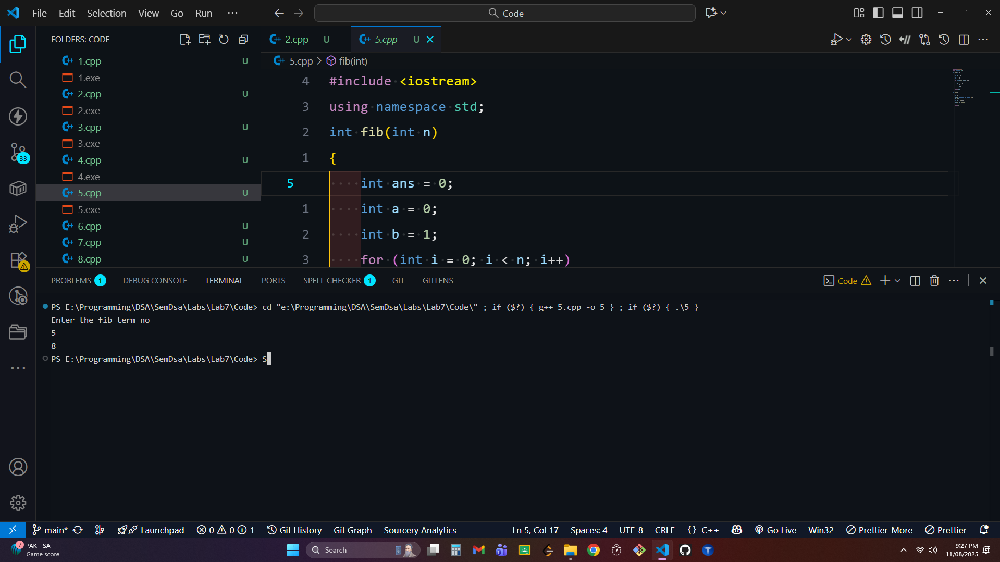 File Edit Selection View Go Run ···
Code
FOLDERS: CODE
1.cpp U
1.exe
2.cpp U
2.exe
3.cpp U
3.exe
4.cpp U
4.exe
5.cpp U
5.exe
6.cpp U
7.cpp U
8.cpp U
33
2.cpp U
5.cpp U
5.cpp > fib(int)
4 #include <iostream>
3 using namespace std;
2 int fib(int n)
1 {
5 int ans = 0;
1 int a = 0;
2 int b = 1;
3 for (int i = 0; i < n; i++)
PROBLEMS 1 DEBUG CONSOLE TERMINAL PORTS SPELL CHECKER 1 GIT GITLENS
Code
PS E:\Programming\DSA\SemDsa\Labs\Lab7\Code> cd "e:\Programming\DSA\SemDsa\Labs\Lab7\Code\" ; if ($?) { g++ 5.cpp -o 5 } ; if ($?) { .\5 }
Enter the fib term no
5
8
PS E:\Programming\DSA\SemDsa\Labs\Lab7\Code> S
main* Launchpad 0 0 1 Git History Git Graph Sourcery Analytics Ln 5, Col 17 Spaces: 4 UTF-8 CRLF {} C++ Go Live Win32 Prettier-More Prettier
7 PAK - SA
Game score
Search
9:27 PM
11/08/2025